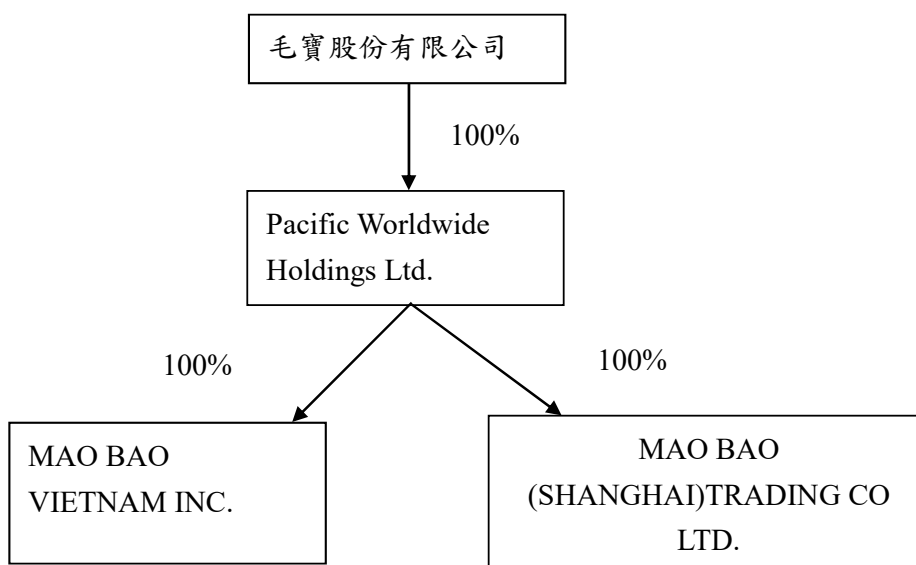 毛寶股份有限公司
100%
Pacific Worldwide
Holdings Ltd.
100%
100%
MAO BAO
VIETNAM INC.
MAO BAO
(SHANGHAI)TRADING CO
LTD.